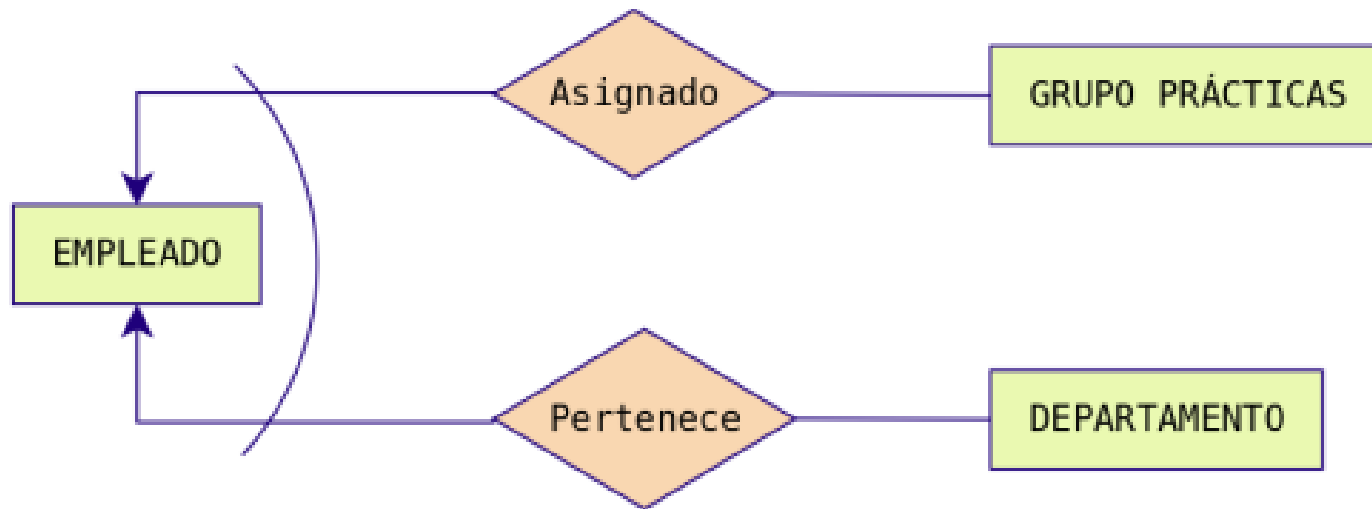 Asignado
GRUPO PRÁCTICAS
EMPLEADO
Pertenece
DEPARTAMENTO